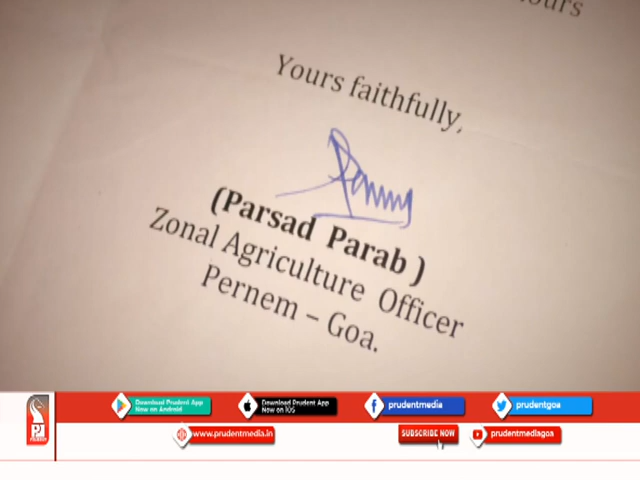 Yours faithfully,
(Parsad Parab )
Zonal Agriculture Officer
Pernem – Goa.
Download Prudent App
Now on Android
Download Prudent App
Now on iOS
prudentmedia
prudentgoa
www.prudentmedia.in
SUBSCRIBE NOW
prudentmediagoa